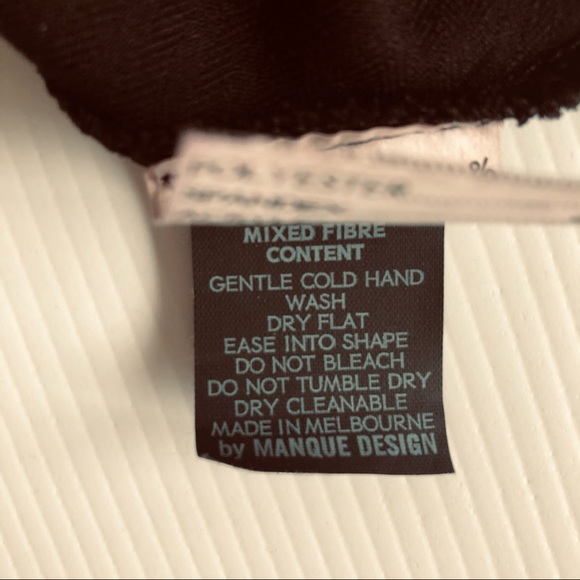 %
MIXED FIBRE
CONTENT
GENTLE COLD HAND
WASH
DRY FLAT
EASE INTO SHAPE
DO NOT BLEACH
DO NOT TUMBLE DRY
DRY CLEANABLE
MADE IN MELBOURNE
by MANQUE DESIGN